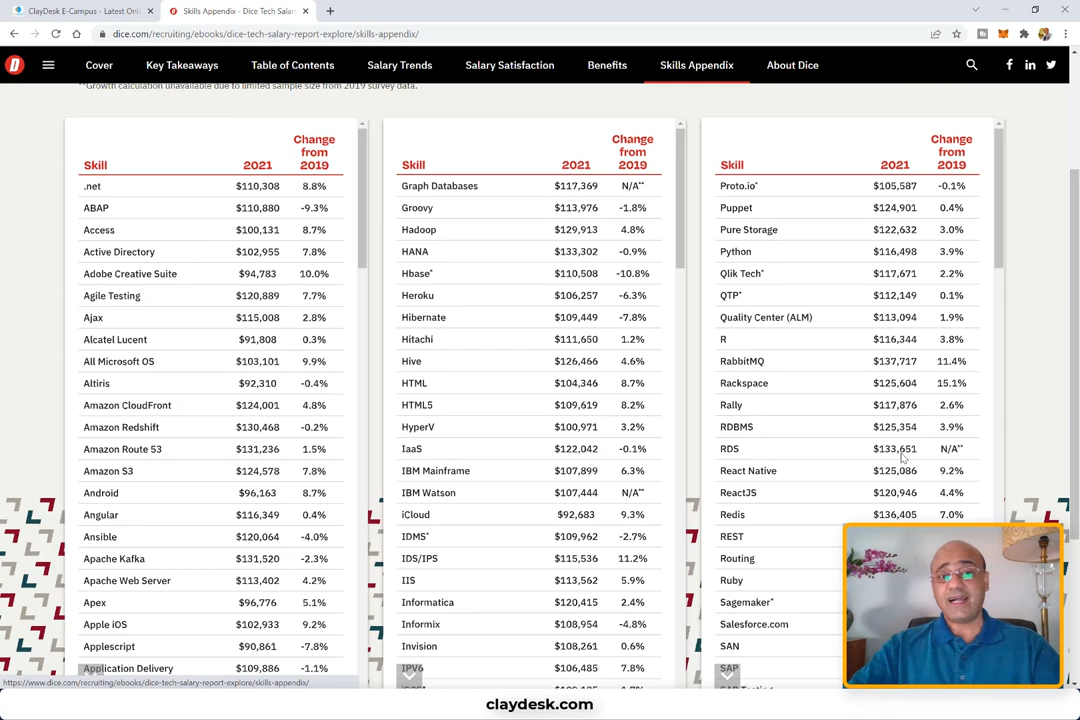 ClayDesk E-Campus - Latest Onli
Skills Appendix - Dice Tech Salar
dice.com/recruiting/ebooks/dice-tech-salary-report-explore/skills-appendix/
Cover Key Takeaways Table of Contents Salary Trends Salary Satisfaction Benefits Skills Appendix About Dice
**Growth calculation unavailable due to limited sample size from 2019 survey data.
Skill 2021 Change from 2019
.net $110,308 8.8%
ABAP $110,880 -9.3%
Access $100,131 8.7%
Active Directory $102,955 7.8%
Adobe Creative Suite $94,783 10.0%
Agile Testing $120,889 7.7%
Ajax $115,008 2.8%
Alcatel Lucent $91,808 0.3%
All Microsoft OS $103,101 9.9%
Altiris $92,310 -0.4%
Amazon CloudFront $124,001 4.8%
Amazon Redshift $130,468 -0.2%
Amazon Route 53 $131,236 1.5%
Amazon S3 $124,578 7.8%
Android $96,163 8.7%
Angular $116,349 0.4%
Ansible $120,064 -4.0%
Apache Kafka $131,520 -2.3%
Apache Web Server $113,402 4.2%
Apex $96,776 5.1%
Apple iOS $102,933 9.2%
Applescript $90,861 -7.8%
Application Delivery $109,886 -1.1%
Skill 2021 Change from 2019
Graph Databases $117,369 N/A**
Groovy $113,976 -1.8%
Hadoop $129,913 4.8%
HANA $133,302 -0.9%
Hbase* $110,508 -10.8%
Heroku $106,257 -6.3%
Hibernate $109,449 -7.8%
Hitachi $111,650 1.2%
Hive $126,466 4.6%
HTML $104,346 8.7%
HTML5 $109,619 8.2%
HyperV $100,971 3.2%
IaaS $122,042 -0.1%
IBM Mainframe $107,899 6.3%
IBM Watson $107,444 N/A**
iCloud $92,683 9.3%
IDMS* $109,962 -2.7%
IDS/IPS $115,536 11.2%
IIS $113,562 5.9%
Informatica $120,415 2.4%
Informix $108,954 -4.8%
Invision $108,261 0.6%
IPV6 $106,485 7.8%
Skill 2021 Change from 2019
Proto.io* $105,587 -0.1%
Puppet $124,901 0.4%
Pure Storage $122,632 3.0%
Python $116,498 3.9%
Qlik Tech* $117,671 2.2%
QTP* $112,149 0.1%
Quality Center (ALM) $113,094 1.9%
R $116,344 3.8%
RabbitMQ $137,717 11.4%
Rackspace $125,604 15.1%
Rally $117,876 2.6%
RDBMS $125,354 3.9%
RDS $133,651 N/A**
React Native $125,086 9.2%
ReactJS $120,946 4.4%
Redis $136,405 7.0%
REST
Routing
Ruby
Sagemaker*
Salesforce.com
SAN
SAP
https://www.dice.com/recruiting/ebooks/dice-tech-salary-report-explore/skills-appendix/
claydesk.com